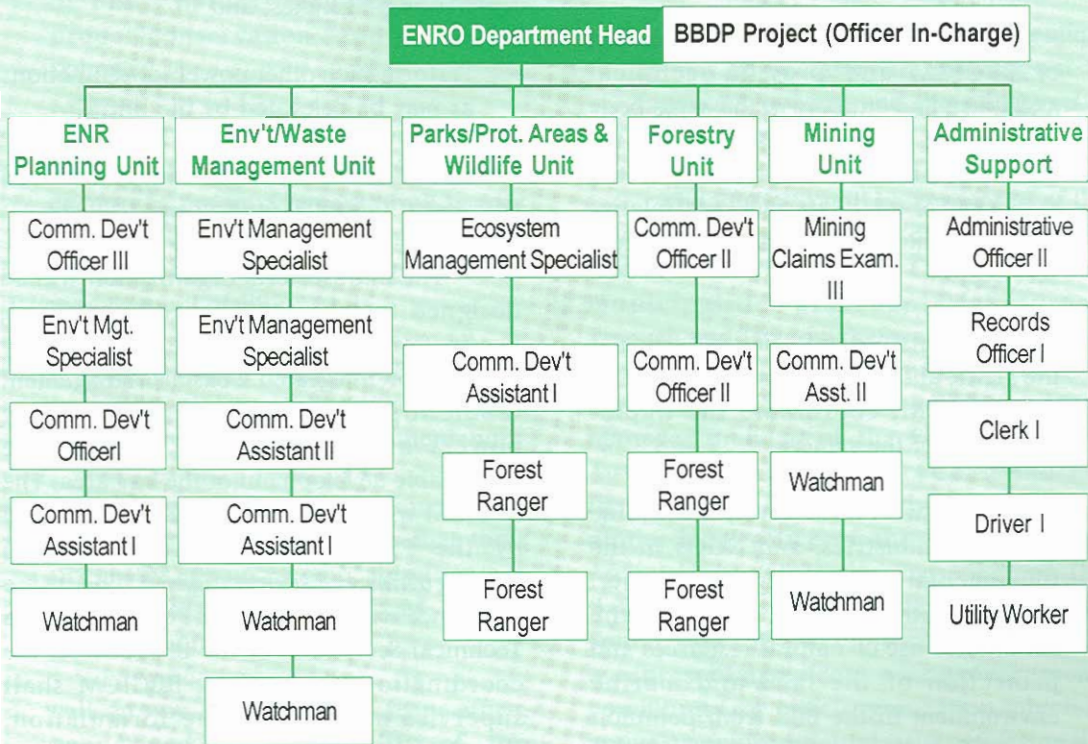 ENRO Department Head
BBDP Project (Officer In-Charge)
ENR
Planning Unit
Comm. Dev't
Officer III
Env't Mgt.
Specialist
Comm. Dev't
OfficerI
Comm. Dev't
Assistant I
Watchman
Env't/Waste
Management Unit
Env't Management
Specialist
Env't Management
Specialist
Comm. Dev't
Assistant II
Comm. Dev't
Assistant I
Watchman
Watchman
Parks/Prot. Areas &
Wildlife Unit
Ecosystem
Management Specialist
Comm. Dev't
Assistant I
Forest
Ranger
Forest
Ranger
Forestry
Unit
Comm. Dev't
Officer II
Comm. Dev't
Officer II
Forest
Ranger
Forest
Ranger
Mining
Unit
Mining
Claims Exam.
III
Comm. Dev't
Asst. II
Watchman
Watchman
Administrative
Support
Administrative
Officer II
Records
Officer I
Clerk I
Driver I
Utility Worker